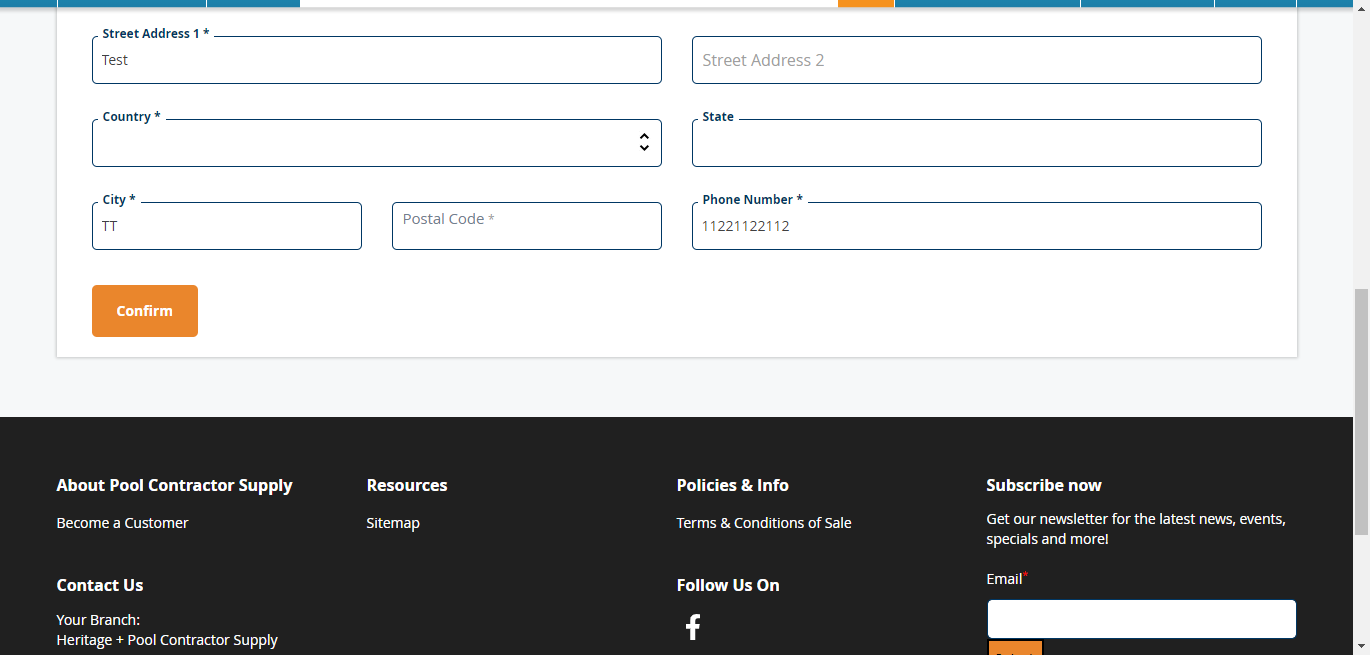 Street Address 1 *
Test
Street Address 2
Country *
State
City *
TT
Postal Code *
Phone Number *
11221122112
Confirm
About Pool Contractor Supply
Become a Customer
Resources
Sitemap
Policies & Info
Terms & Conditions of Sale
Subscribe now
Get our newsletter for the latest news, events,
specials and more!
Email*
Contact Us
Your Branch:
Heritage + Pool Contractor Supply
Follow Us On